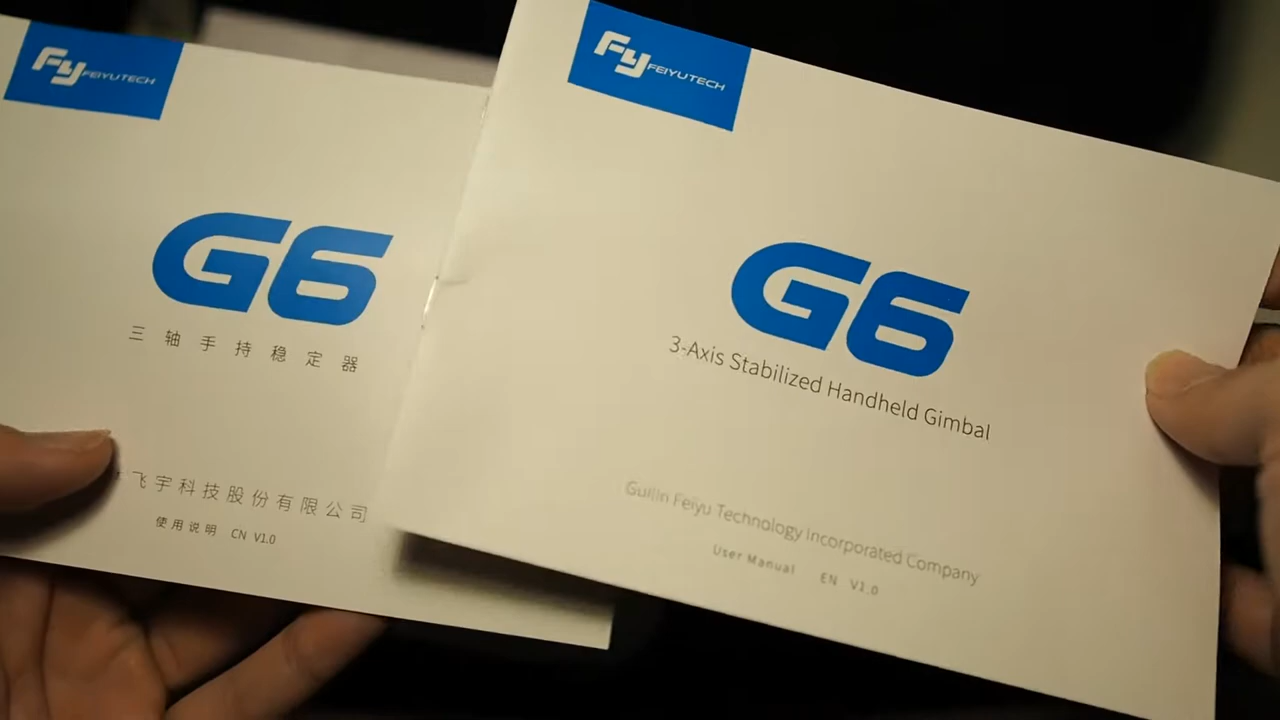 FY FEIYUTECH
G6
三轴手持稳定器
飞宇科技股份有限公司
使用说明 CN V1.0
FY FEIYUTECH
G6
3-Axis Stabilized Handheld Gimbal
Guilin Feiyu Technology Incorporated Company
User Manual EN V1.0